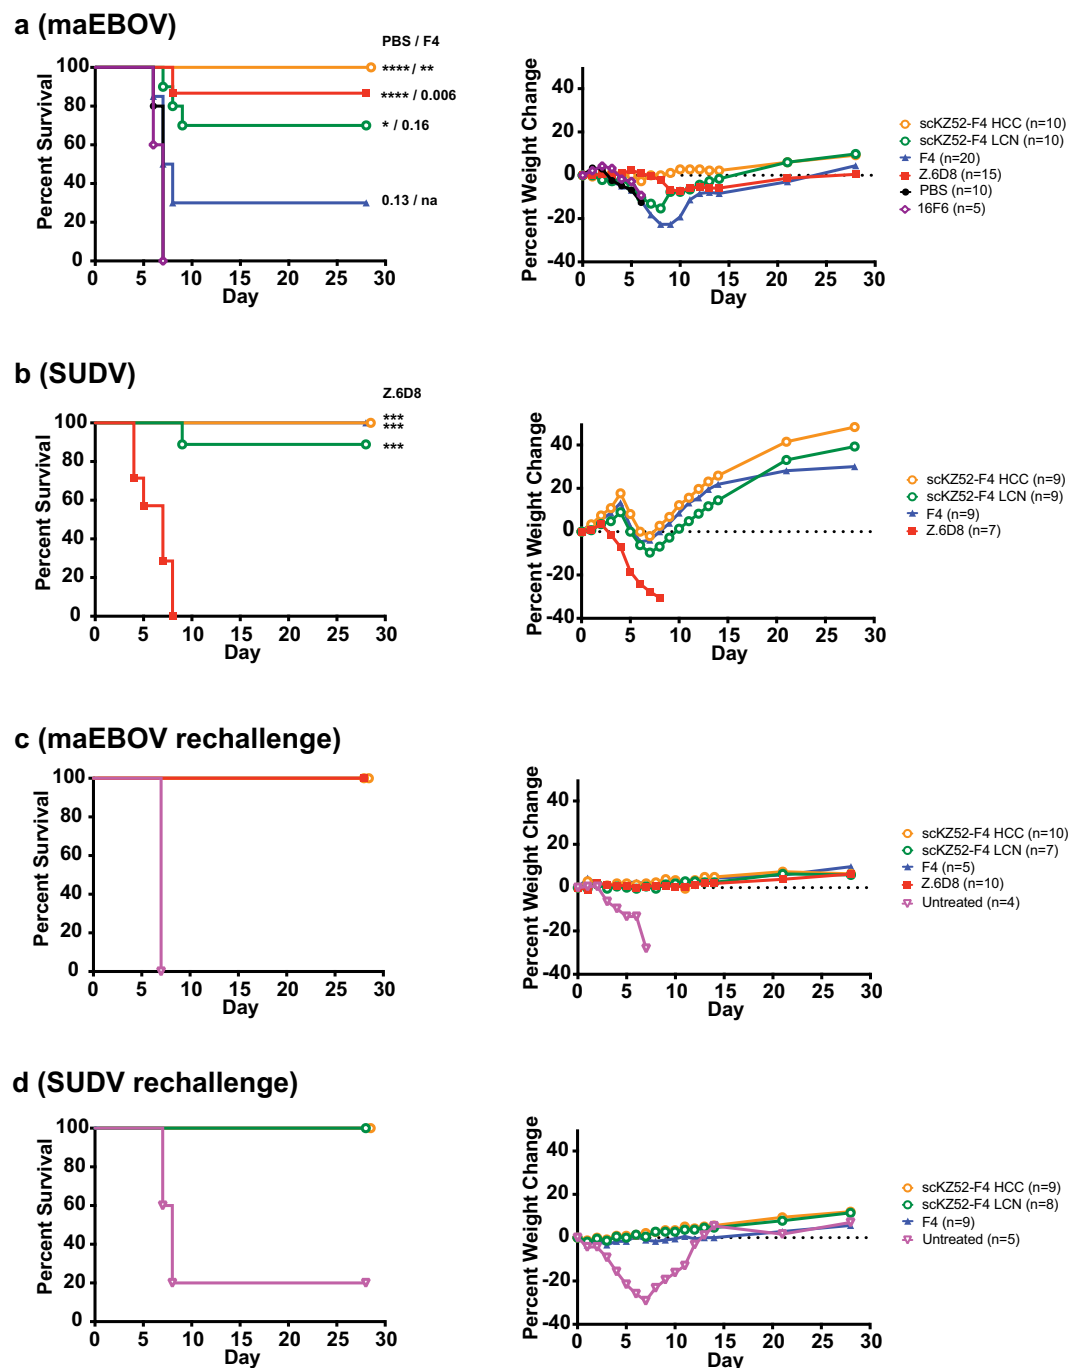 a (maEBOV)
PBS / F4
Percent Survival
100
80
60
40
20
0
0 5 10 15 20 25 30
Day
**** / **
**** / 0.006
* / 0.16
0.13 / na
Percent Weight Change
40
20
0
-20
-40
0 5 10 15 20 25 30
Day
scKZ52-F4 HCC (n=10)
scKZ52-F4 LCN (n=10)
F4 (n=20)
Z.6D8 (n=15)
PBS (n=10)
16F6 (n=5)
b (SUDV)
Z.6D8
Percent Survival
100
80
60
40
20
0
0 5 10 15 20 25 30
Day
***
***
***
Percent Weight Change
40
20
0
-20
-40
0 5 10 15 20 25 30
Day
scKZ52-F4 HCC (n=9)
scKZ52-F4 LCN (n=9)
F4 (n=9)
Z.6D8 (n=7)
c (maEBOV rechallenge)
Percent Survival
100
80
60
40
20
0
0 5 10 15 20 25 30
Day
Percent Weight Change
40
20
0
-20
-40
0 5 10 15 20 25 30
Day
scKZ52-F4 HCC (n=10)
scKZ52-F4 LCN (n=7)
F4 (n=5)
Z.6D8 (n=10)
Untreated (n=4)
d (SUDV rechallenge)
Percent Survival
100
80
60
40
20
0
0 5 10 15 20 25 30
Day
Percent Weight Change
40
20
0
-20
-40
0 5 10 15 20 25 30
Day
scKZ52-F4 HCC (n=9)
scKZ52-F4 LCN (n=8)
F4 (n=9)
Untreated (n=5)